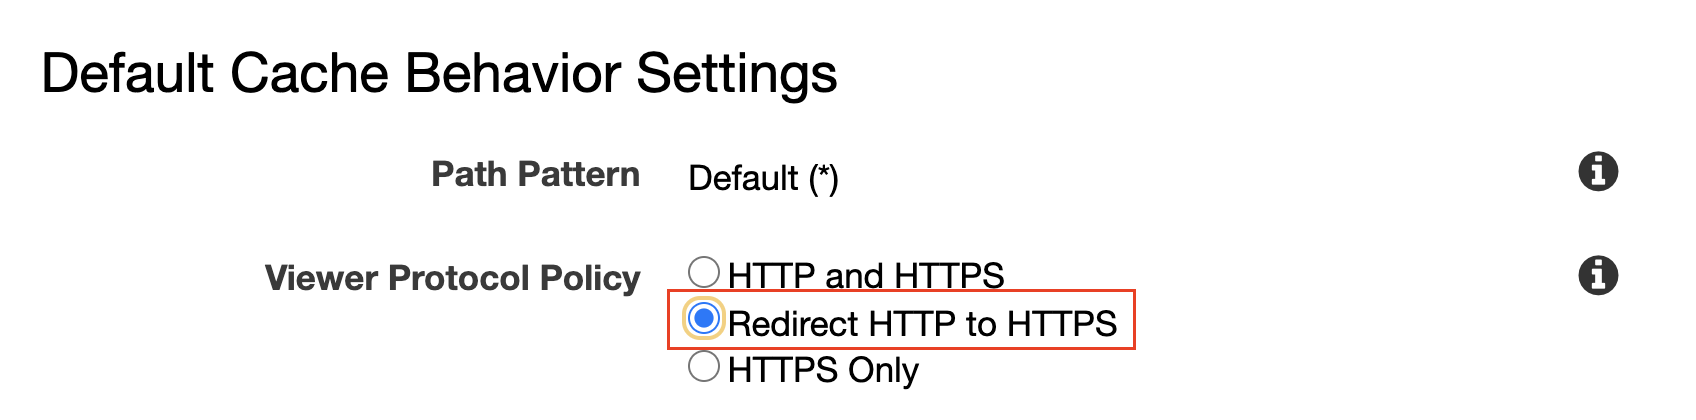 Default Cache Behavior Settings
Path Pattern Default (*)
Viewer Protocol Policy HTTP and HTTPS
Redirect HTTP to HTTPS
HTTPS Only